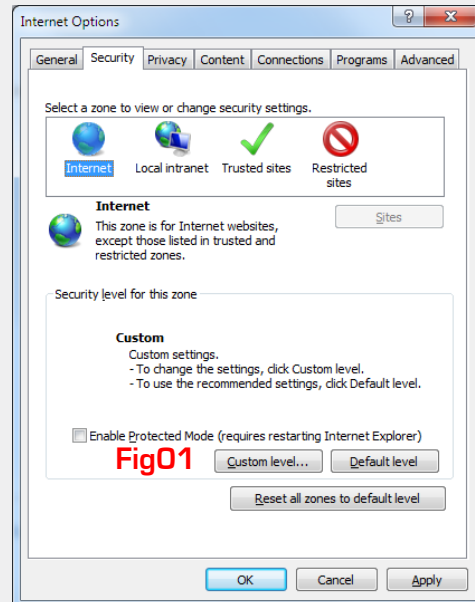 Internet Options
?
X
General Security Privacy Content Connections Programs Advanced
Select a zone to view or change security settings.
Internet Local intranet Trusted sites Restricted sites
Internet
This zone is for Internet websites,
except those listed in trusted and
restricted zones.
Sites
Security level for this zone
Custom
Custom settings.
- To change the settings, click Custom level.
- To use the recommended settings, click Default level.
Enable Protected Mode (requires restarting Internet Explorer)
Fig01
Custom level... Default level
Reset all zones to default level
OK Cancel Apply